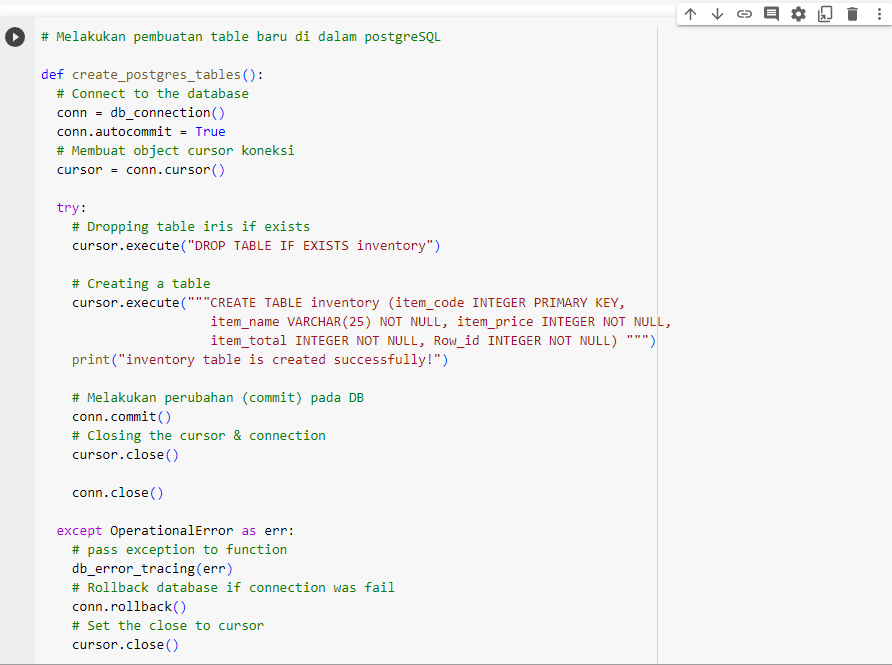 # Melakukan pembuatan table baru di dalam postgreSQL
def create_postgres_tables():
  # Connect to the database
  conn = db_connection()
  conn.autocommit = True
  # Membuat object cursor koneksi
  cursor = conn.cursor()
  try:
    # Dropping table iris if exists
    cursor.execute("DROP TABLE IF EXISTS inventory")
    # Creating a table
    cursor.execute("""CREATE TABLE inventory (item_code INTEGER PRIMARY KEY,
                      item_name VARCHAR(25) NOT NULL, item_price INTEGER NOT NULL,
                      item_total INTEGER NOT NULL, Row_id INTEGER NOT NULL) """)
    print("inventory table is created successfully!")
    # Melakukan perubahan (commit) pada DB
    conn.commit()
    # Closing the cursor & connection
    cursor.close()
    conn.close()
  except OperationalError as err:
    # pass exception to function
    db_error_tracing(err)
    # Rollback database if connection was fail
    conn.rollback()
    # Set the close to cursor
    cursor.close()